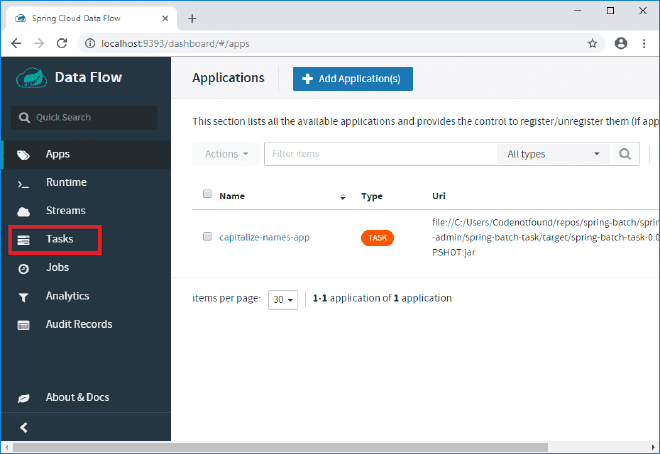 Spring Cloud Data Flow
localhost:9393/dashboard/#/apps
Data Flow
Quick Search
Apps
Runtime
Streams
Tasks
Jobs
Analytics
Audit Records
About & Docs
Applications
Add Application(s)
This section lists all the available applications and provides the control to register/unregister them (if app
Actions
Filter items
All types
Name
Type
Uri
capitalize-names-app
TASK
file://C:/Users/Codenotfound/repos/spring-batch/sprin
-admin/spring-batch-task/target/spring-batch-task-0.0
PSHOT.jar
items per page:
30
1-1 application of 1 application